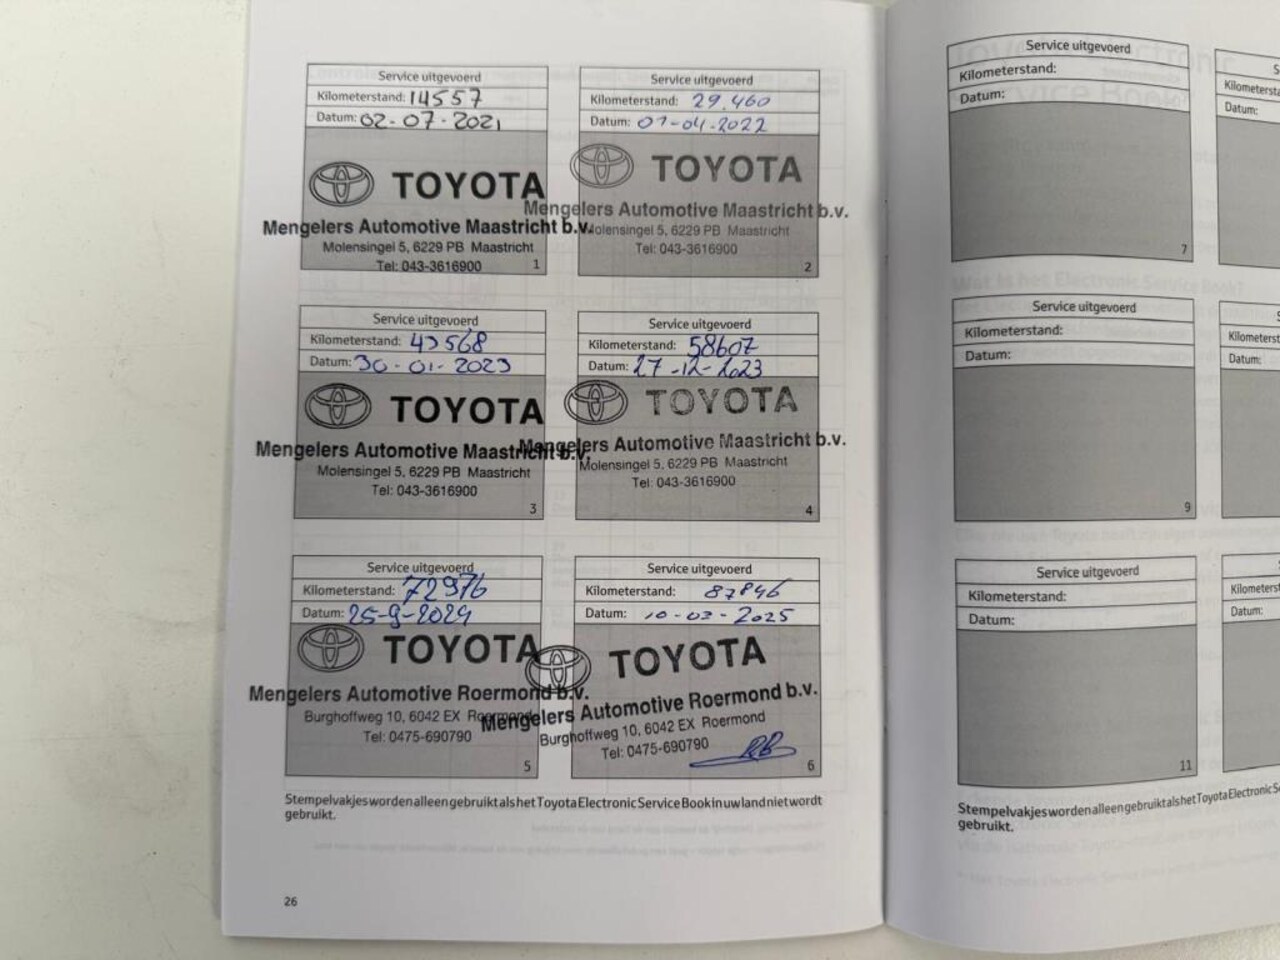 Service uitgevoerd
Kilometerstand: 14557
Datum: 02-07-2021
TOYOTA
Mengelers Automotive Maastricht b.v.
Molensingel 5, 6229 PB Maastricht
Tel: 043-3616900
1
Service uitgevoerd
Kilometerstand: 29.460
Datum: 01-04-2022
TOYOTA
Mengelers Automotive Maastricht b.v.
Molensingel 5, 6229 PB Maastricht
Tel: 043-3616900
2
Service uitgevoerd
Kilometerstand: 43568
Datum: 30-01-2023
TOYOTA
Mengelers Automotive Maastricht b.v.
Molensingel 5, 6229 PB Maastricht
Tel: 043-3616900
3
Service uitgevoerd
Kilometerstand: 58607
Datum: 27-12-2023
TOYOTA
Mengelers Automotive Maastricht b.v.
Molensingel 5, 6229 PB Maastricht
Tel: 043-3616900
4
Service uitgevoerd
Kilometerstand: 72976
Datum: 25-9-2024
TOYOTA
Mengelers Automotive Roermond b.v.
Burghoffweg 10, 6042 EX Roermond
Tel: 0475-690790
5
Service uitgevoerd
Kilometerstand: 87846
Datum: 10-07-2025
TOYOTA
Mengelers Automotive Roermond b.v.
Burghoffweg 10, 6042 EX Roermond
Tel: 0475-690790
6
Stempelvakjes worden alleen gebruikt als het Toyota Electronic Service Book in uw land niet wordt
gebruikt.
26
Service uitgevoerd
Kilometerstand:
Datum:
7
Kilometersta
Datum:
Service uitgevoerd
Kilometerstand:
Datum:
9
Kilometerst
Datum:
Service uitgevoerd
Kilometerstand:
Datum:
11
Kilometerst
Datum:
Stempelvakjes worden alleen gebruikt als het Toyota Electronic S
gebruikt.